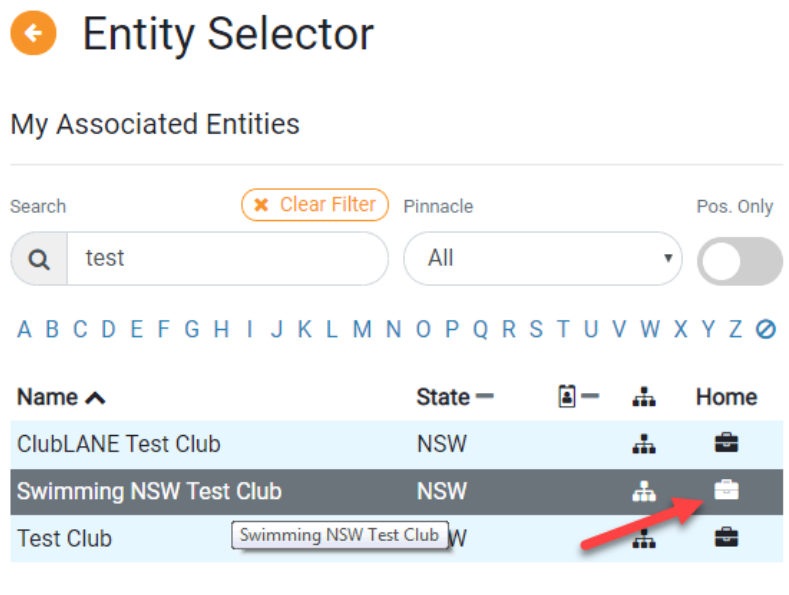 Entity Selector
My Associated Entities
Search Clear Filter Pinnacle Pos. Only
test All
A B C D E F G H I J K L M N O P Q R S T U V W X Y Z
Name State Home
ClubLANE Test Club NSW
Swimming NSW Test Club NSW
Test Club W
Swimming NSW Test Club